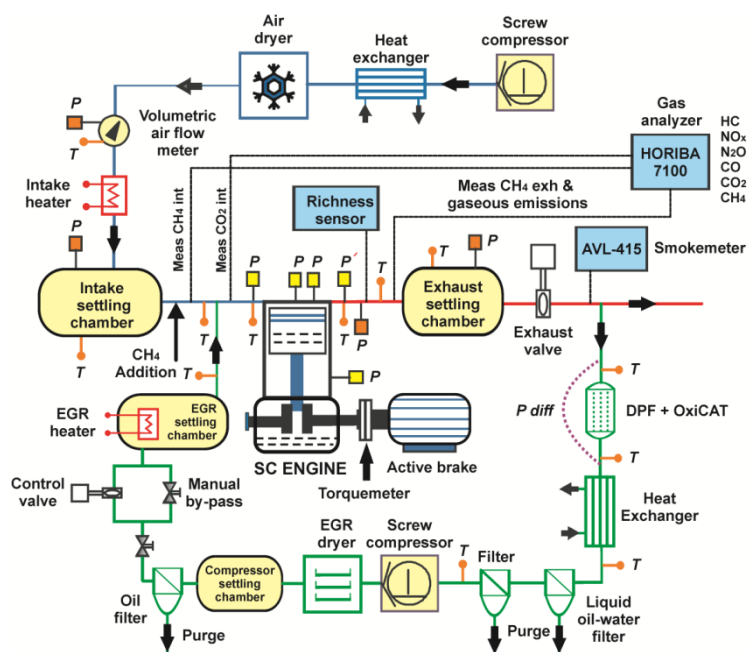 Air
dryer
Heat
exchanger
Screw
compressor
P
T
Volumetric
air flow
meter
Gas
analyzer
HORIBA
7100
HC
NOx
N2O
CO
CO2
CH4
Intake
heater
Meas CH4 int
Meas CO2 int
Richness
sensor
Meas CH4 exh &
gaseous emissions
AVL-415
Smokemeter
P
Intake
settling
chamber
T
CH4
Addition
T
T
P
T
P
P
P´
T
P
T
T
P
Exhaust
settling
chamber
Exhaust
valve
P
EGR
heater
EGR
settling
chamber
SC ENGINE
Active brake
Torquemeter
T
P diff
DPF + OxiCAT
T
Heat
Exchanger
T
Control
valve
Manual
by-pass
Oil
filter
Purge
Compressor
settling
chamber
EGR
dryer
Screw
compressor
T
Filter
Purge
Liquid
oil-water
filter